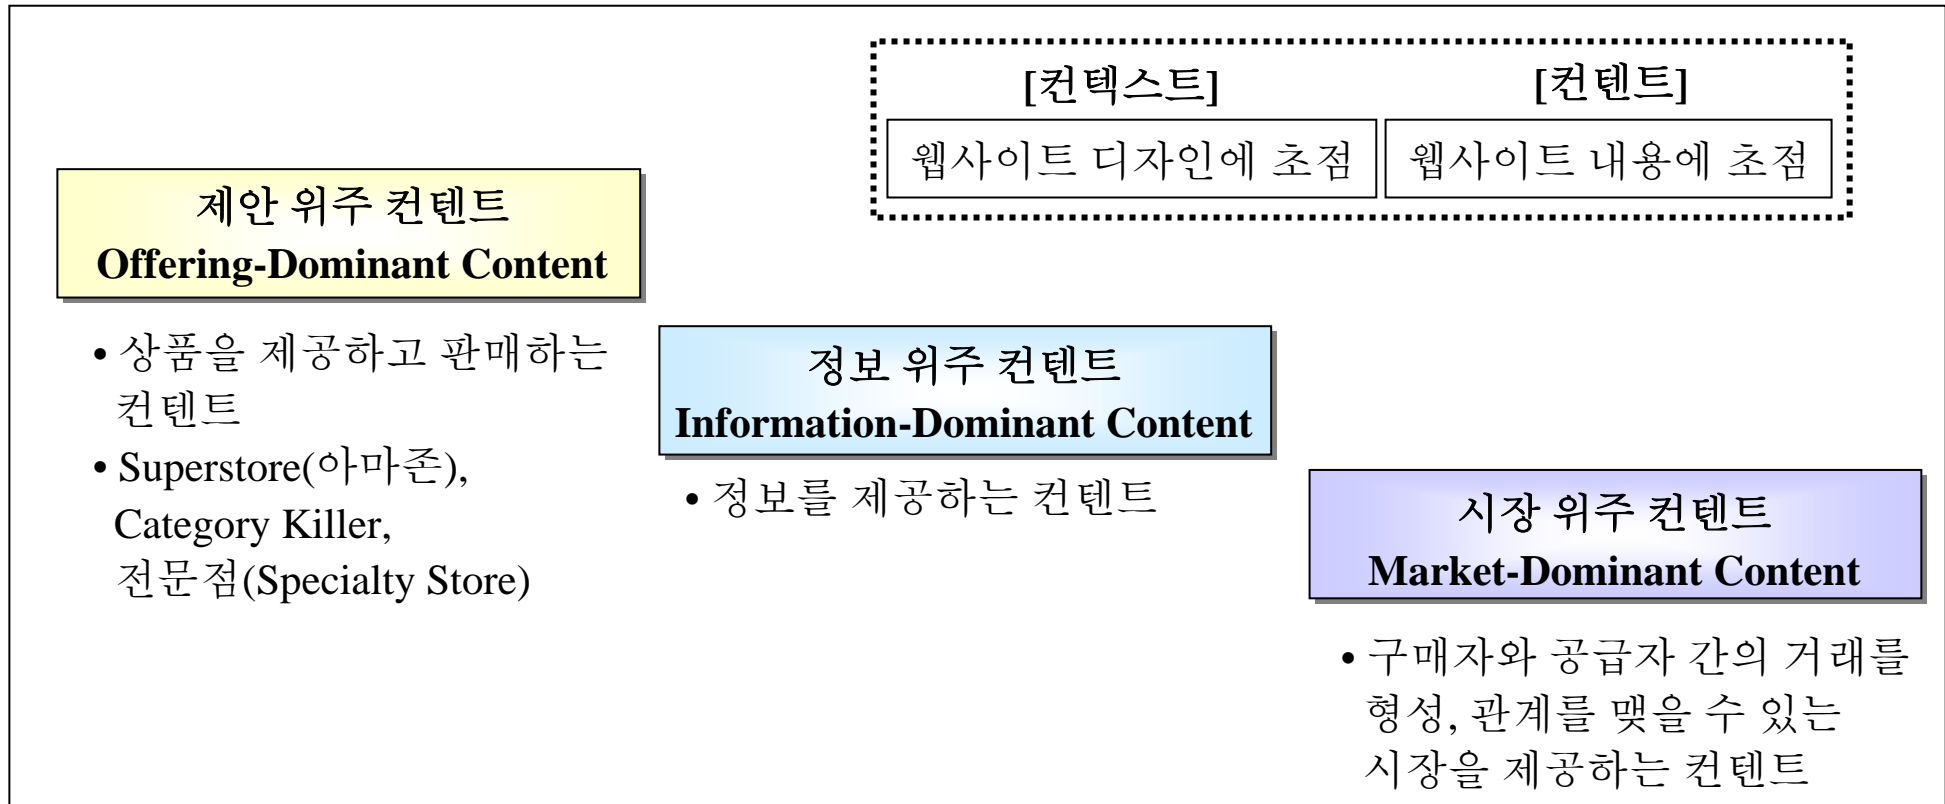 [컨텍스트]
[컨텐트]
웹사이트 디자인에 초점
웹사이트 내용에 초점
제안 위주 컨텐트
Offering-Dominant Content
• 상품을 제공하고 판매하는
컨텐트
• Superstore(아마존),
Category Killer,
전문점(Specialty Store)
정보 위주 컨텐트
Information-Dominant Content
• 정보를 제공하는 컨텐트
시장 위주 컨텐트
Market-Dominant Content
• 구매자와 공급자 간의 거래를
형성, 관계를 맺을 수 있는
시장을 제공하는 컨텐트